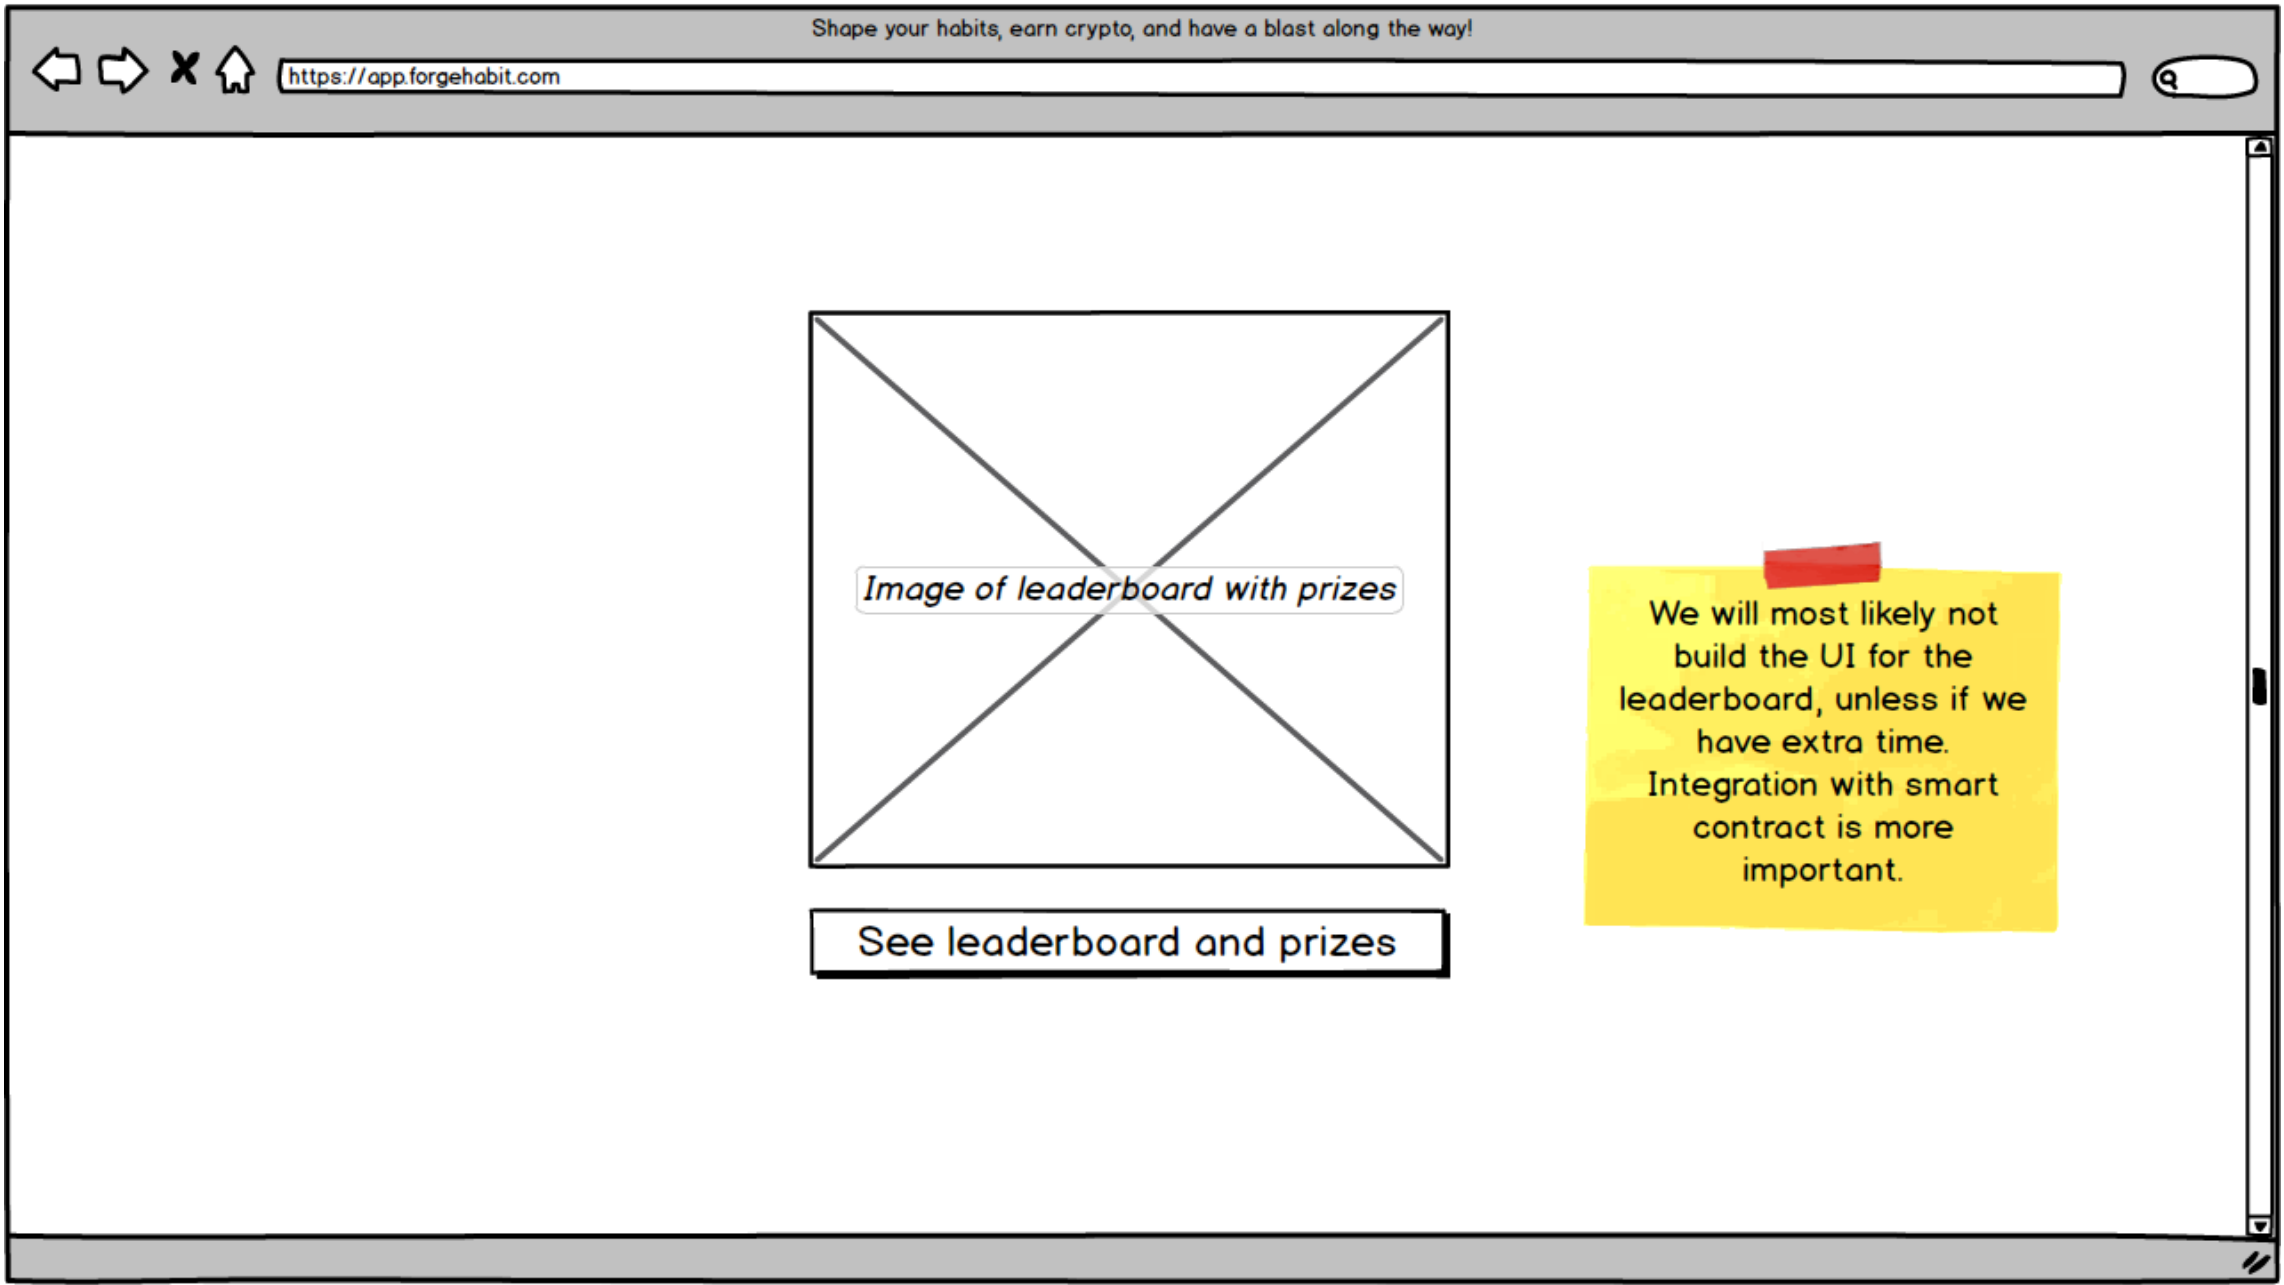 Shape your habits, earn crypto, and have a blast along the way!
https://app.forgehabit.com
Image of leaderboard with prizes
We will most likely not
build the UI for the
leaderboard, unless if we
have extra time.
Integration with smart
contract is more
important.
See leaderboard and prizes